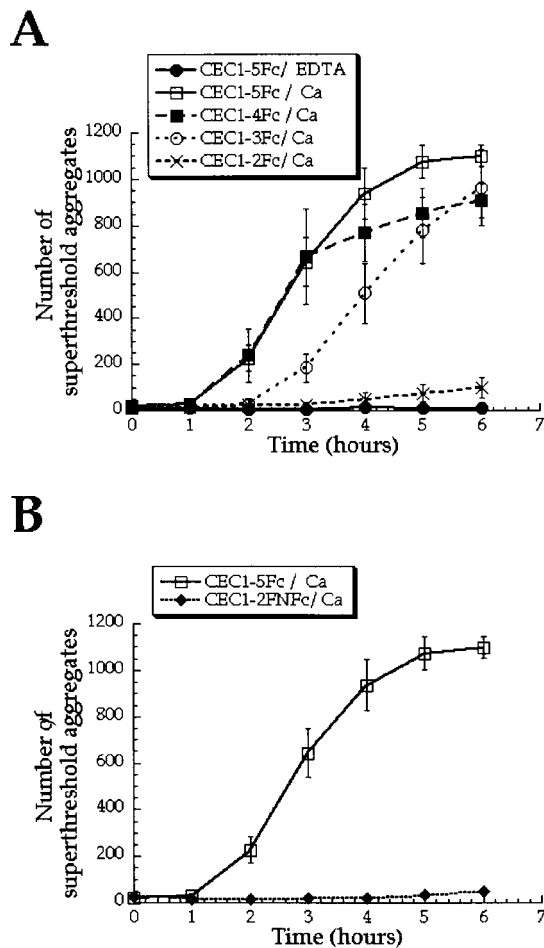 A
CEC1-5Fc/ EDTA
CEC1-5Fc / Ca
CEC1-4Fc / Ca
CEC1-3Fc/ Ca
CEC1-2Fc/ Ca
Number of
superthreshold aggregates
1200
1000
800
600
400
200
0
0 1 2 3 4 5 6 7
Time (hours)
B
CEC1-5Fc / Ca
CEC1-2FNFc/ Ca
Number of
superthreshold aggregates
1200
1000
800
600
400
200
0
0 1 2 3 4 5 6 7
Time (hours)